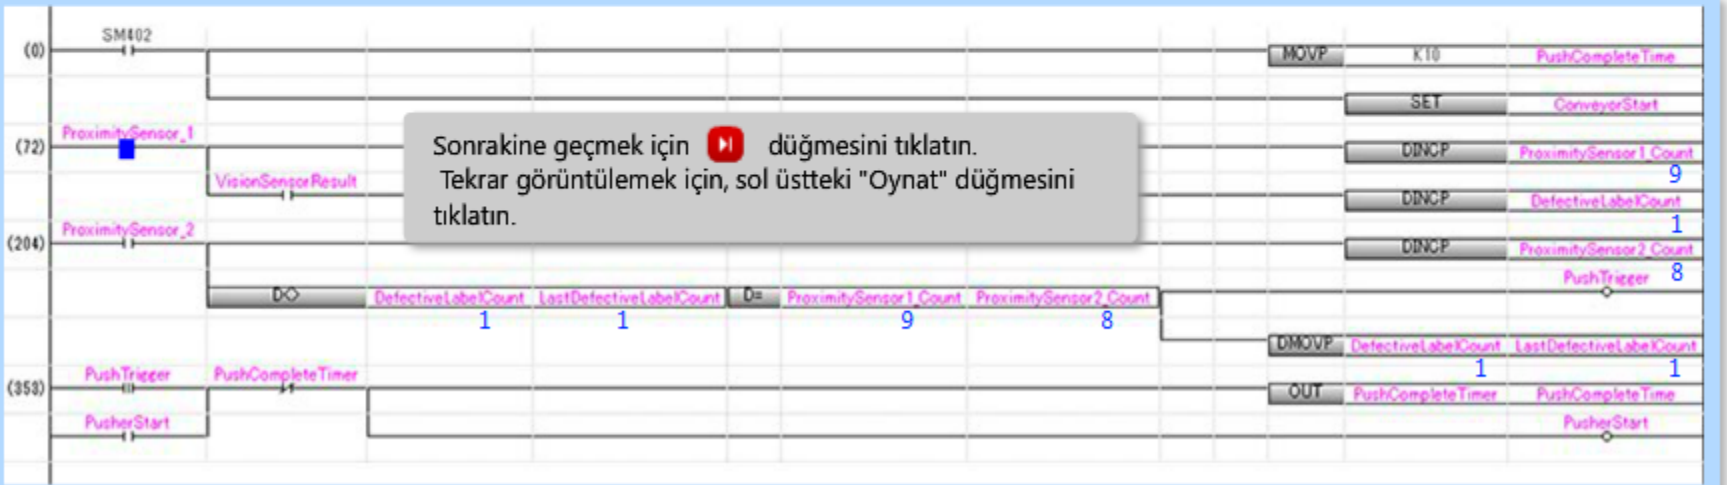 SM402
(0)
MOVP K10 PushCompleteTime
SET ConveyorStart
ProximitySensor_1
(72)
DINCP ProximitySensor1_Count
9
VisionSensorResult
DINCP DefectiveLabelCount
1
Sonrakine geçmek için düğmesini tıklatın.
Tekrar görüntülemek için, sol üstteki "Oynat" düğmesini
tıklatın.
ProximitySensor_2
(204)
DINCP ProximitySensor2_Count
8
PushTrigger
D<> DefectiveLabelCount LastDefectiveLabelCount D= ProximitySensor1_Count ProximitySensor2_Count
1 1 9 8
DMOVP DefectiveLabelCount LastDefectiveLabelCount
1 1
PushTrigger PushCompleteTimer
(353)
OUT PushCompleteTimer PushCompleteTime
PusherStart PusherStart